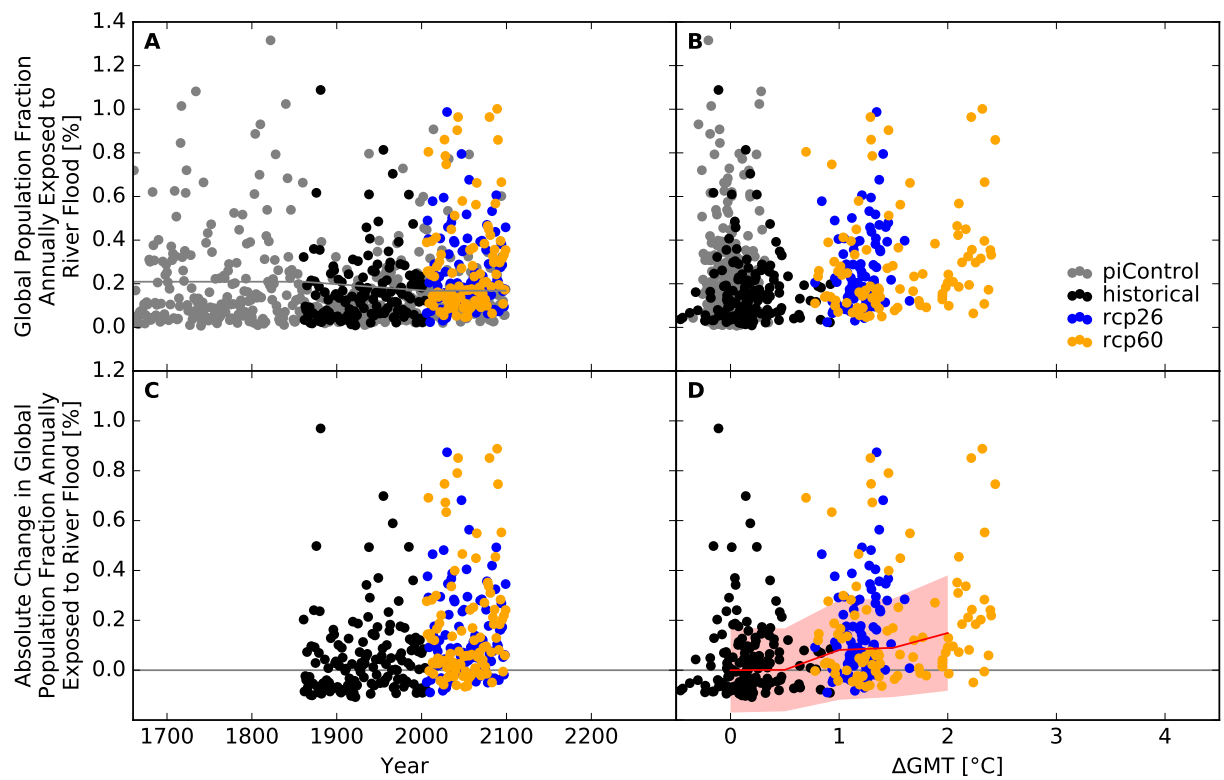 1.4
1.2
1.0
0.8
0.6
0.4
0.2
0.0
Global Population Fraction
Annually Exposed to
River Flood [%]
A
B
piControl
historical
rcp26
rcp60
1.2
1.0
0.8
0.6
0.4
0.2
0.0
Absolute Change in Global
Population Fraction Annually
Exposed to River Flood [%]
C
D
1700 1800 1900 2000 2100 2200
Year
0 1 2 3 4
ΔGMT [°C]